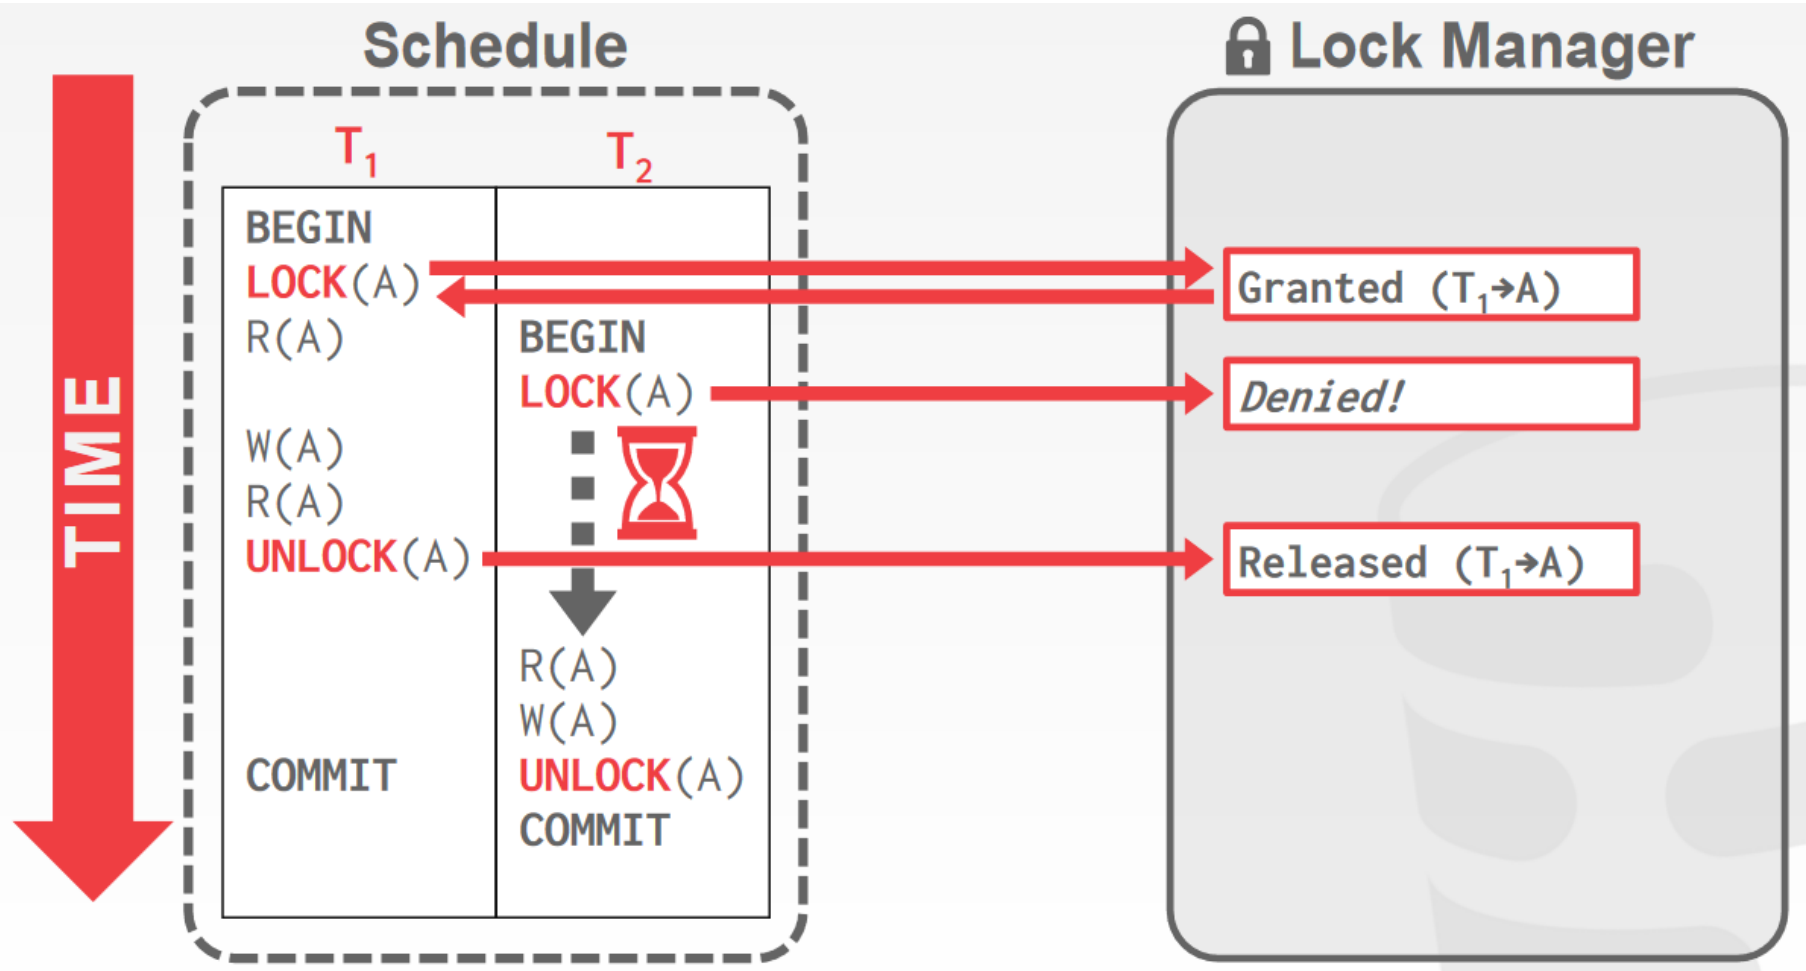 Schedule
Lock Manager
TIME
T1
T2
BEGIN
LOCK(A)
Granted (T1→A)
R(A)
BEGIN
LOCK(A)
Denied!
W(A)
R(A)
UNLOCK(A)
Released (T1→A)
R(A)
W(A)
COMMIT
UNLOCK(A)
COMMIT